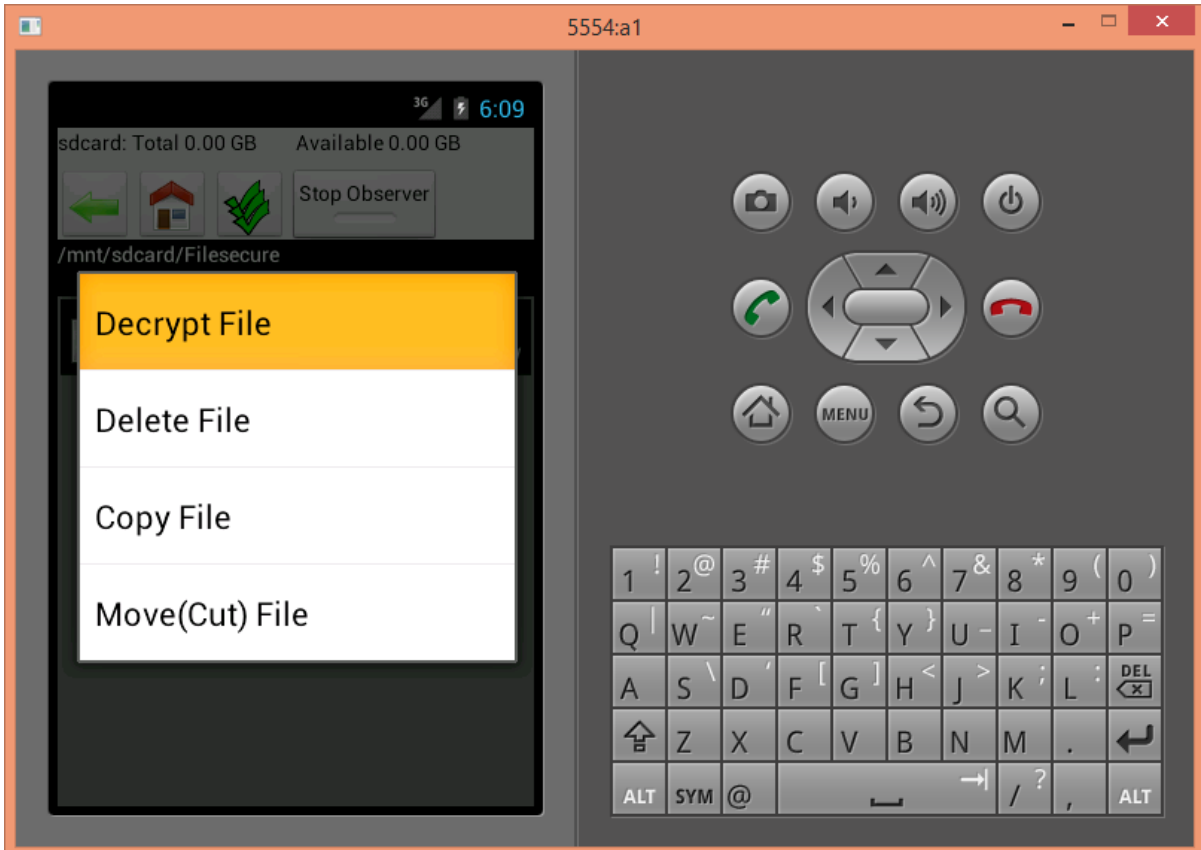 5554:a1
3G 6:09
sdcard: Total 0.00 GB Available 0.00 GB
Stop Observer
/mnt/sdcard/Filesecure
Decrypt File
Delete File
Copy File
Move(Cut) File
MENU
1 ! 2 @ 3 # 4 $ 5 % 6 ^ 7 & 8 * 9 ( 0 )
Q | W ~ E “ R ` T { Y } U _ I - O + P =
A S \ D ‘ F [ G ] H < J > K ; L : DEL
Z X C V B N M .
ALT SYM @ / ? , ALT